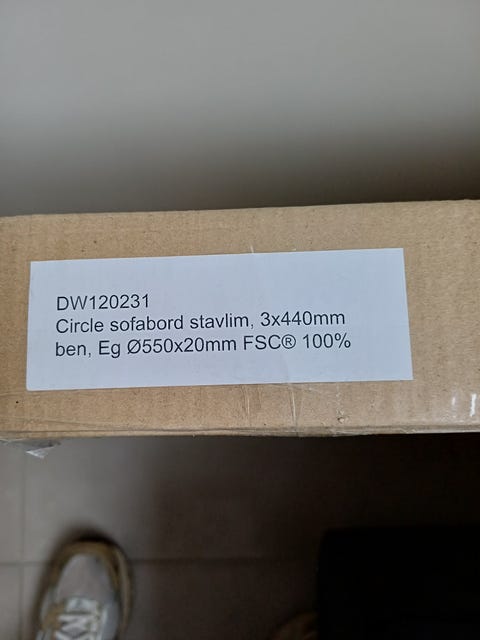 DW120231
Circle sofabord stavlim, 3x440mm
ben, Eg Ø550x20mm FSC® 100%